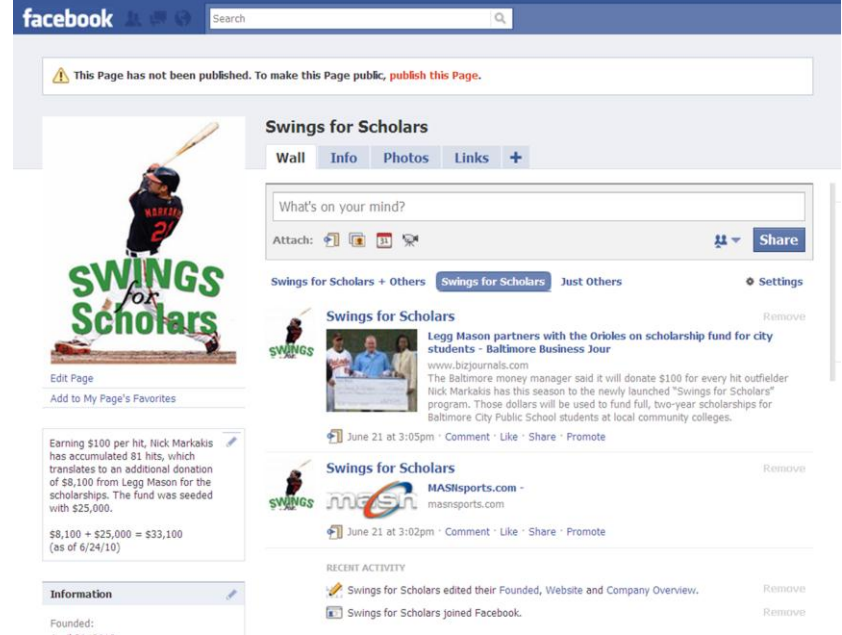 facebook
Search
This Page has not been published. To make this Page public, publish this Page.
Swings for Scholars
Wall Info Photos Links +
What's on your mind?
Attach: 31
Share
Swings for Scholars + Others Swings for Scholars Just Others Settings
MARKAKIS
21
SWINGS
for
Scholars
Edit Page
Add to My Page's Favorites
Earning $100 per hit, Nick Markakis
has accumulated 81 hits, which
translates to an additional donation
of $8,100 from Legg Mason for the
scholarships. The fund was seeded
with $25,000.
$8,100 + $25,000 = $33,100
(as of 6/24/10)
Information
Founded:
Swings for Scholars Remove
SWINGS
Legg Mason partners with the Orioles on scholarship fund for city
students - Baltimore Business Jour
www.bizjournals.com
The Baltimore money manager said it will donate $100 for every hit outfielder
Nick Markakis has this season to the newly launched "Swings for Scholars"
program. Those dollars will be used to fund full, two-year scholarships for
Baltimore City Public School students at local community colleges.
June 21 at 3:05pm · Comment · Like · Share · Promote
Swings for Scholars Remove
SWINGS
masn
MASNsports.com -
masnsports.com
June 21 at 3:02pm · Comment · Like · Share · Promote
RECENT ACTIVITY
Swings for Scholars edited their Founded, Website and Company Overview. Remove
Swings for Scholars joined Facebook. Remove